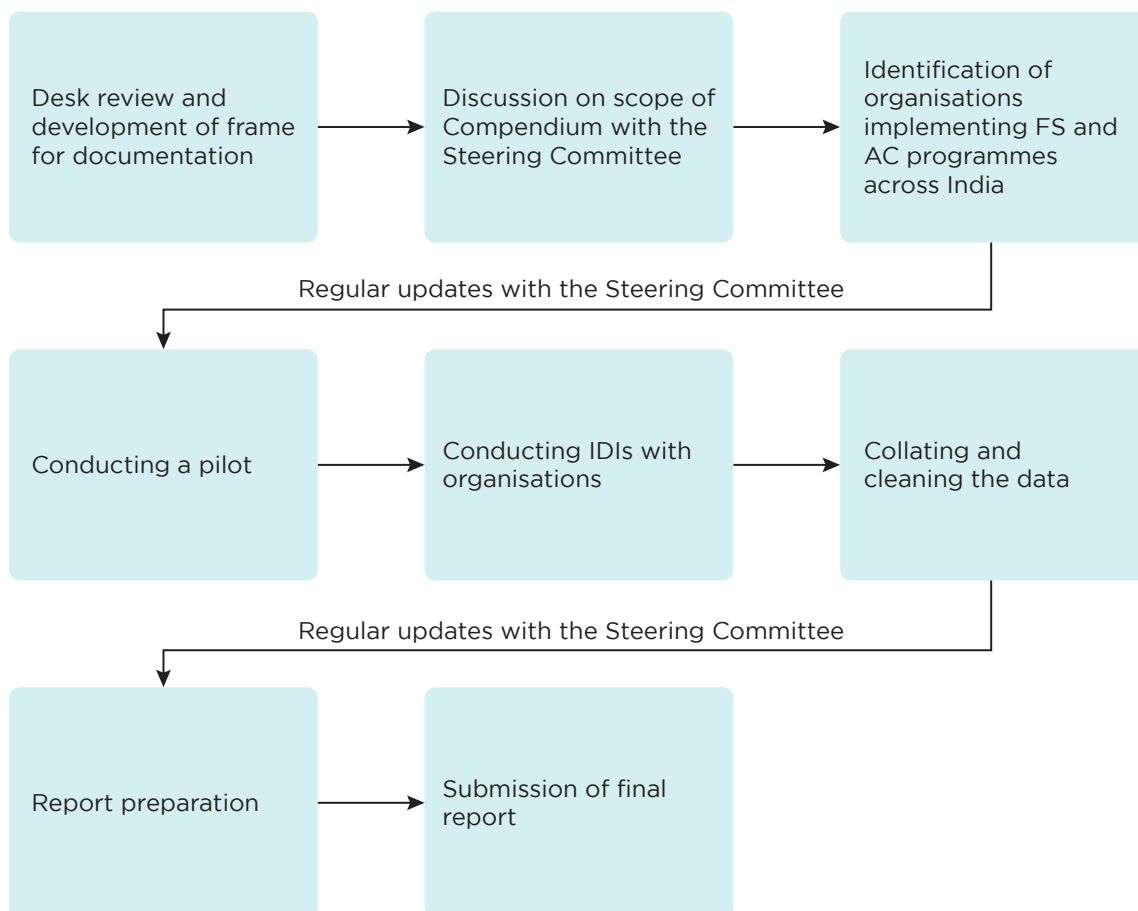 Desk review and
development of frame
for documentation
Discussion on scope of
Compendium with the
Steering Committee
Identification of
organisations
implementing FS and
AC programmes
across India
Regular updates with the Steering Committee
Conducting a pilot
Conducting IDIs with
organisations
Collating and
cleaning the data
Regular updates with the Steering Committee
Report preparation
Submission of final
report